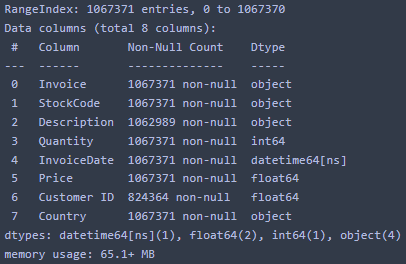 RangeIndex: 1067371 entries, 0 to 1067370
Data columns (total 8 columns):
 #   Column       Non-Null Count    Dtype
---  ------       --------------    -----
 0   Invoice      1067371 non-null  object
 1   StockCode    1067371 non-null  object
 2   Description  1062989 non-null  object
 3   Quantity     1067371 non-null  int64
 4   InvoiceDate  1067371 non-null  datetime64[ns]
 5   Price        1067371 non-null  float64
 6   Customer ID  824364 non-null   float64
 7   Country      1067371 non-null  object
dtypes: datetime64[ns](1), float64(2), int64(1), object(4)
memory usage: 65.1+ MB